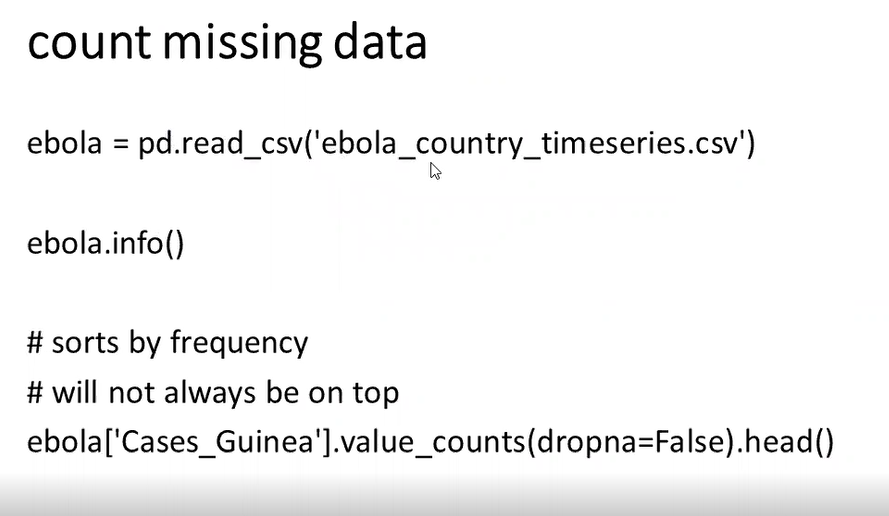 count missing data
ebola = pd.read_csv('ebola_country_timeseries.csv')
ebola.info()
# sorts by frequency
# will not always be on top
ebola['Cases_Guinea'].value_counts(dropna=False).head()